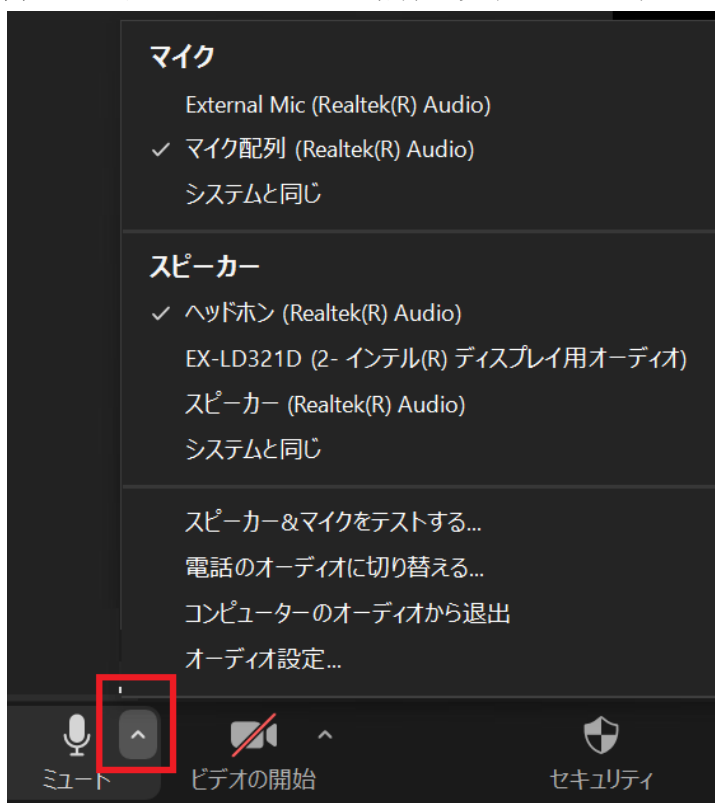 マイク
External Mic (Realtek(R) Audio)
マイク配列 (Realtek(R) Audio)
システムと同じ
スピーカー
ヘッドホン (Realtek(R) Audio)
EX-LD321D (2- インテル(R) ディスプレイ用オーディオ)
スピーカー (Realtek(R) Audio)
システムと同じ
スピーカー&マイクをテストする...
電話のオーディオに切り替える...
コンピューターのオーディオから退出
オーディオ設定...
ミュート
ビデオの開始
セキュリティ